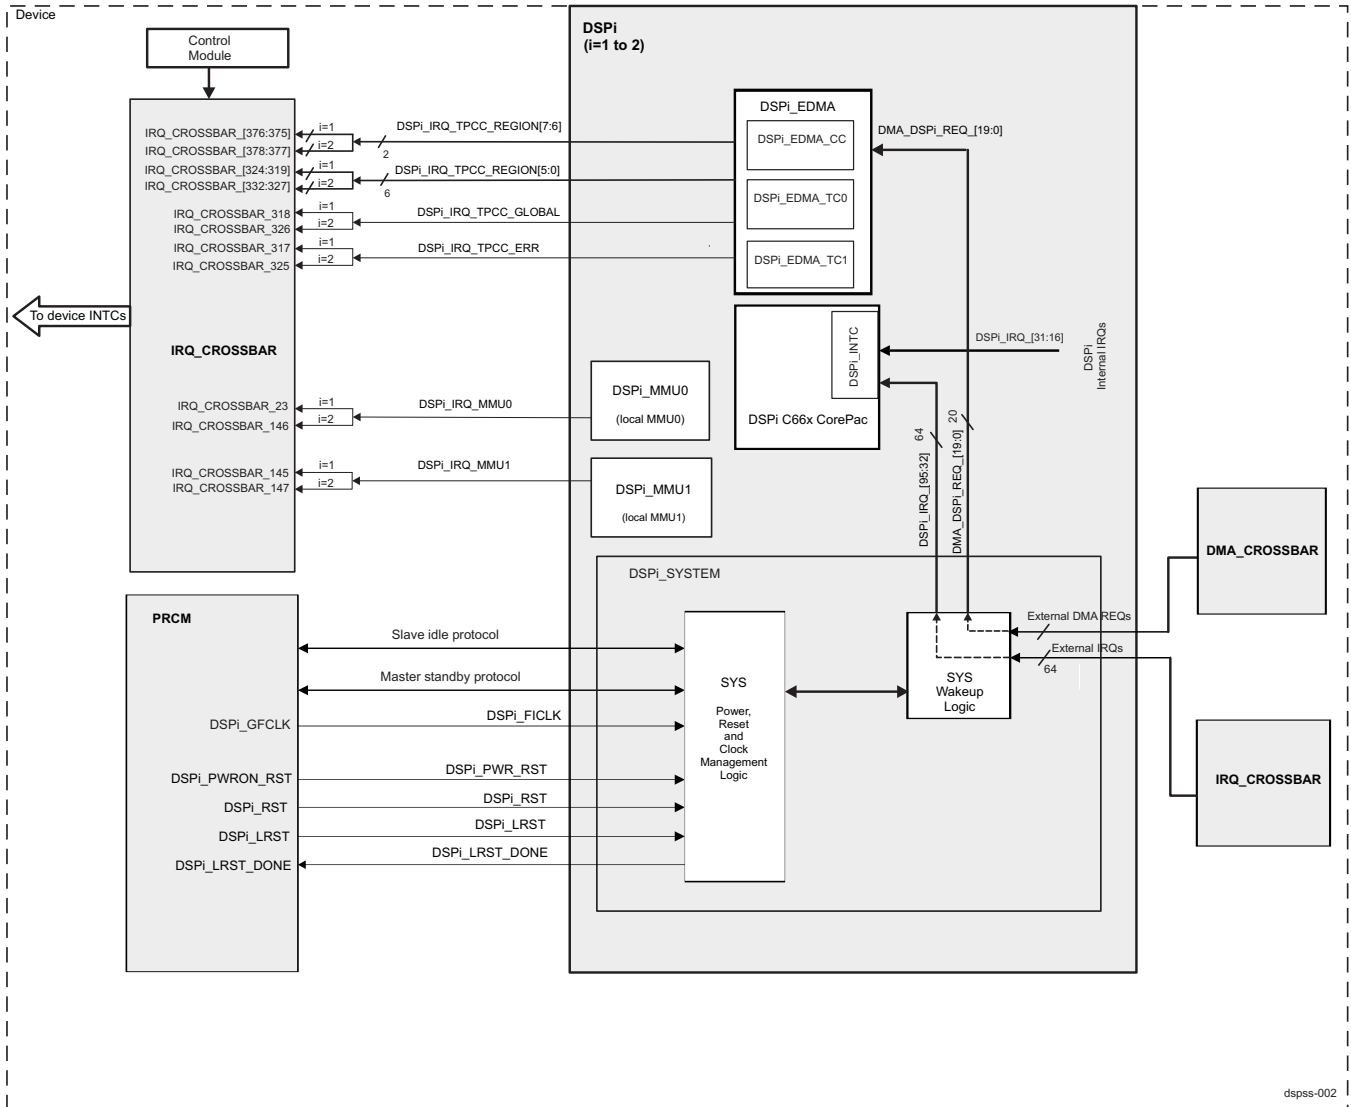 Device
Control
Module
DSPi
(i=1 to 2)
IRQ_CROSSBAR_[376:375]
i=1
DSPi_IRQ_TPCC_REGION[7:6]
2
IRQ_CROSSBAR_[378:377]
i=2
IRQ_CROSSBAR_[324:319]
i=1
DSPi_IRQ_TPCC_REGION[5:0]
6
IRQ_CROSSBAR_[332:327]
i=2
IRQ_CROSSBAR_318
i=1
DSPi_IRQ_TPCC_GLOBAL
IRQ_CROSSBAR_326
i=2
IRQ_CROSSBAR_317
i=1
DSPi_IRQ_TPCC_ERR
IRQ_CROSSBAR_325
i=2
To device INTCs
IRQ_CROSSBAR
IRQ_CROSSBAR_23
i=1
DSPi_IRQ_MMU0
IRQ_CROSSBAR_146
i=2
IRQ_CROSSBAR_145
i=1
DSPi_IRQ_MMU1
IRQ_CROSSBAR_147
i=2
DSPi_EDMA
DSPi_EDMA_CC
DSPi_EDMA_TC0
DSPi_EDMA_TC1
DMA_DSPi_REQ_[19:0]
DSPi_INTC
DSPi C66x CorePac
DSPi_IRQ_[31:16]
DSPi
Internal IRQs
DSPi_MMU0
(local MMU0)
DSPi_MMU1
(local MMU1)
64
DSPi_IRQ_[95:32]
20
DMA_DSPi_REQ_[19:0]
DMA_CROSSBAR
DSPi_SYSTEM
External DMA REQs
External IRQs
64
SYS
Wakeup
Logic
SYS
Power,
Reset
and
Clock
Management
Logic
IRQ_CROSSBAR
PRCM
Slave idle protocol
Master standby protocol
DSPi_GFCLK
DSPi_FICLK
DSPi_PWRON_RST
DSPi_PWR_RST
DSPi_RST
DSPi_RST
DSPi_LRST
DSPi_LRST
DSPi_LRST_DONE
DSPi_LRST_DONE
dspss-002